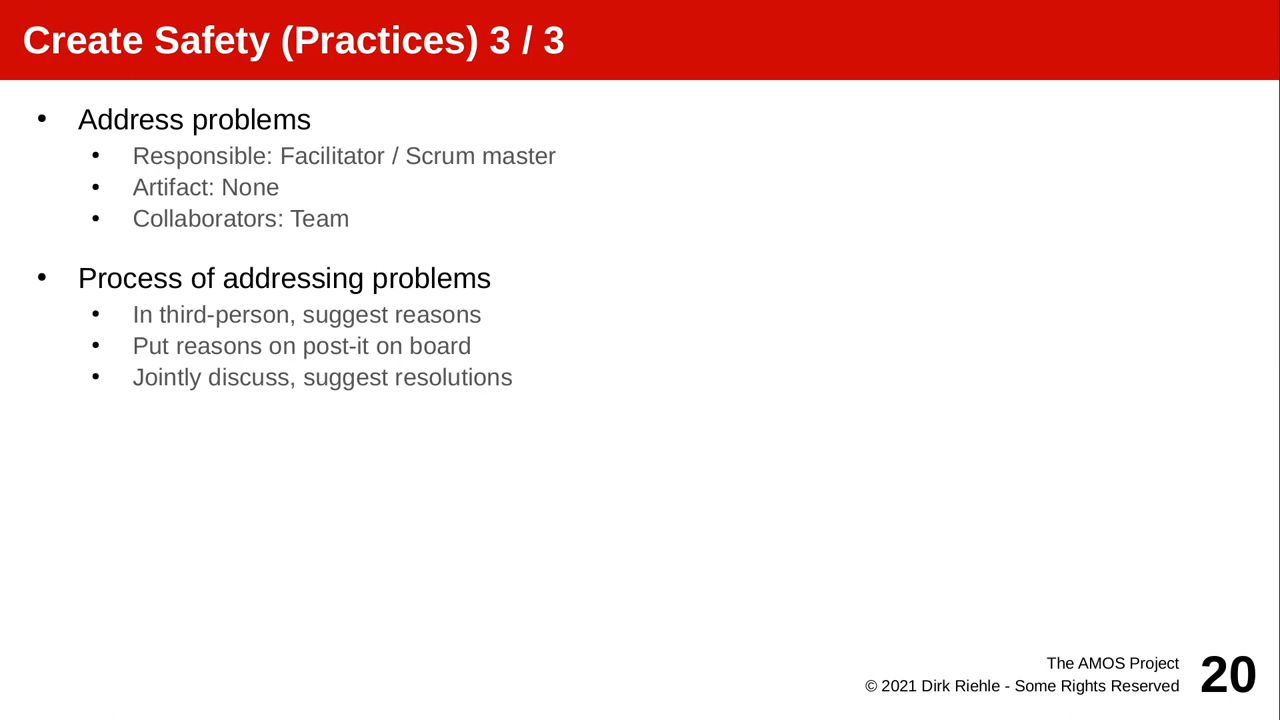 Create Safety (Practices) 3 / 3
• Address problems
• Responsible: Facilitator / Scrum master
• Artifact: None
• Collaborators: Team
• Process of addressing problems
• In third-person, suggest reasons
• Put reasons on post-it on board
• Jointly discuss, suggest resolutions
The AMOS Project
© 2021 Dirk Riehle - Some Rights Reserved
20